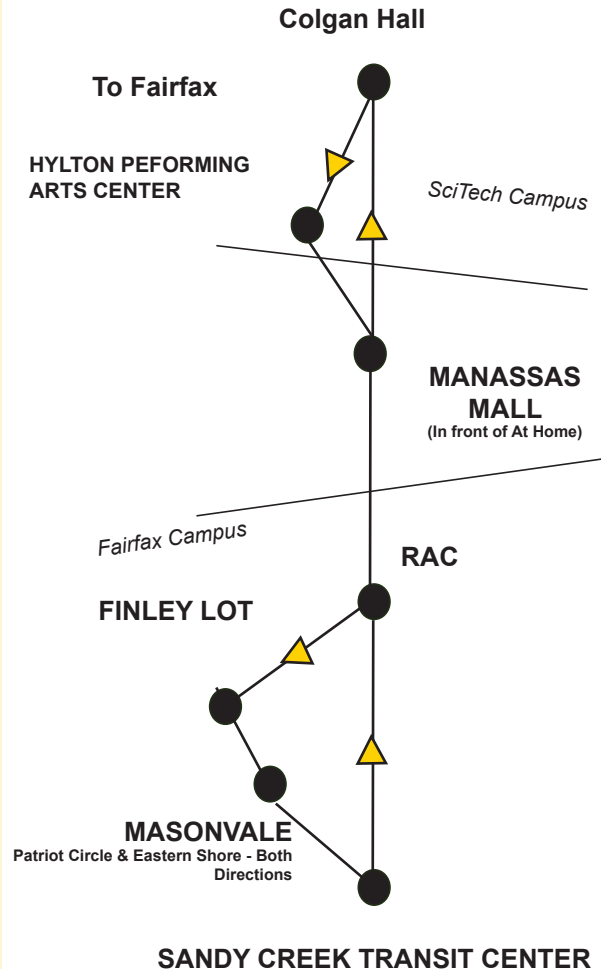 Colgan Hall
To Fairfax
HYLTON PEFORMING
ARTS CENTER
SciTech Campus
MANASSAS
MALL
(In front of At Home)
Fairfax Campus
RAC
FINLEY LOT
MASONVALE
Patriot Circle & Eastern Shore - Both
Directions
SANDY CREEK TRANSIT CENTER